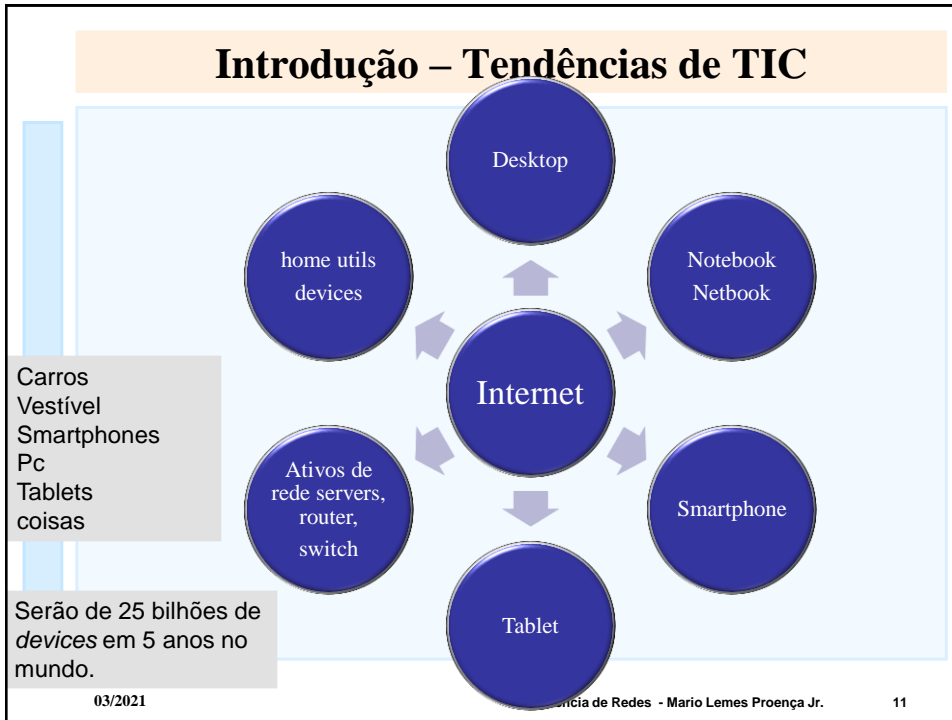 Introdução – Tendências de TIC
Desktop
home utils
devices
Notebook
Netbook
Internet
Carros
Vestível
Smartphones
Pc
Tablets
coisas
Ativos de
rede servers,
router,
switch
Smartphone
Tablet
Serão de 25 bilhões de
devices em 5 anos no
mundo.
03/2021
de Redes - Mario Lemes Proença Jr.
11